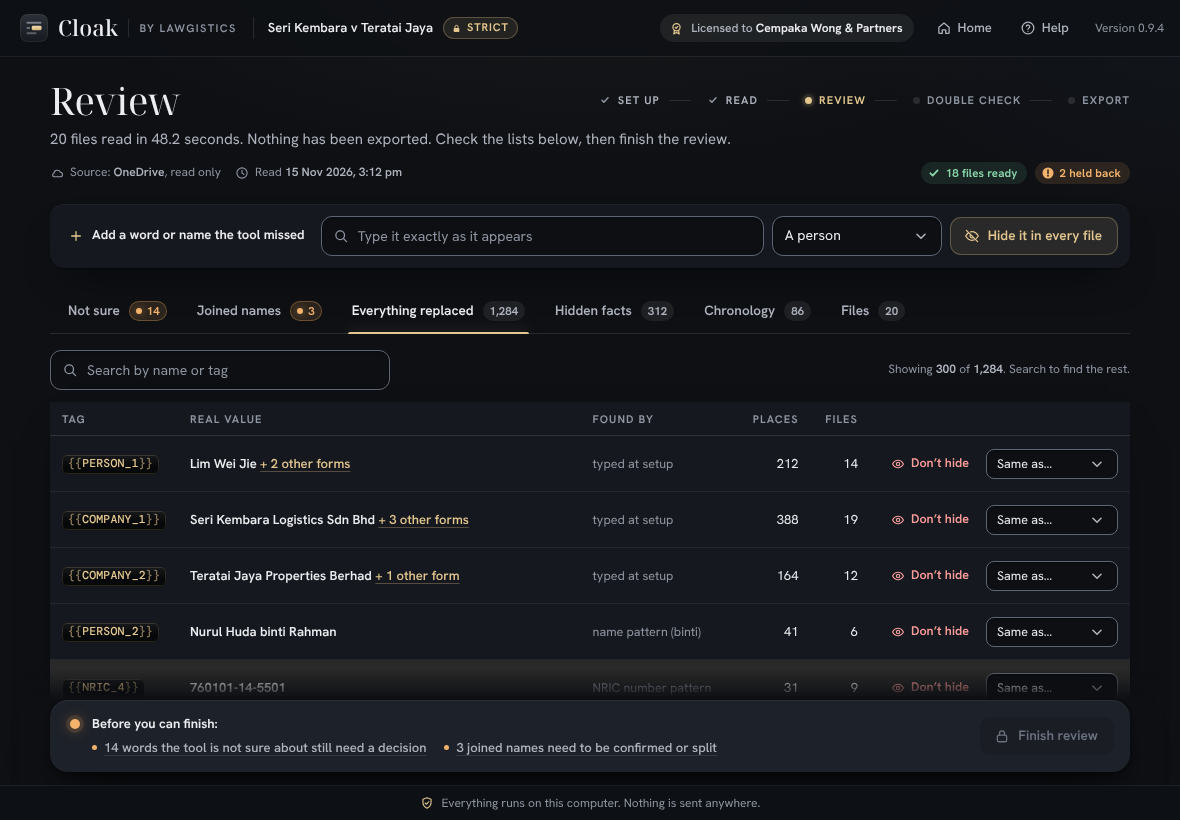 Cloak BY LAWGISTICS Seri Kembara v Teratai Jaya STRICT Licensed to Cempaka Wong & Partners Home Help Version 0.9.4
Review
SET UP READ REVIEW DOUBLE CHECK EXPORT
20 files read in 48.2 seconds. Nothing has been exported. Check the lists below, then finish the review.
Source: OneDrive, read only Read 15 Nov 2026, 3:12 pm 18 files ready 2 held back
+ Add a word or name the tool missed Type it exactly as it appears A person Hide it in every file
Not sure 14 Joined names 3 Everything replaced 1,284 Hidden facts 312 Chronology 86 Files 20
Search by name or tag Showing 300 of 1,284. Search to find the rest.
TAG REAL VALUE FOUND BY PLACES FILES
{{PERSON_1}} Lim Wei Jie + 2 other forms typed at setup 212 14 Don’t hide Same as...
{{COMPANY_1}} Seri Kembara Logistics Sdn Bhd + 3 other forms typed at setup 388 19 Don’t hide Same as...
{{COMPANY_2}} Teratai Jaya Properties Berhad + 1 other form typed at setup 164 12 Don’t hide Same as...
{{PERSON_2}} Nurul Huda binti Rahman name pattern (binti) 41 6 Don’t hide Same as...
{{NRIC_4}} 760101-14-5501 NRIC number pattern 31 9 Don’t hide Same as...
Before you can finish:
14 words the tool is not sure about still need a decision 3 joined names need to be confirmed or split Finish review
Everything runs on this computer. Nothing is sent anywhere.